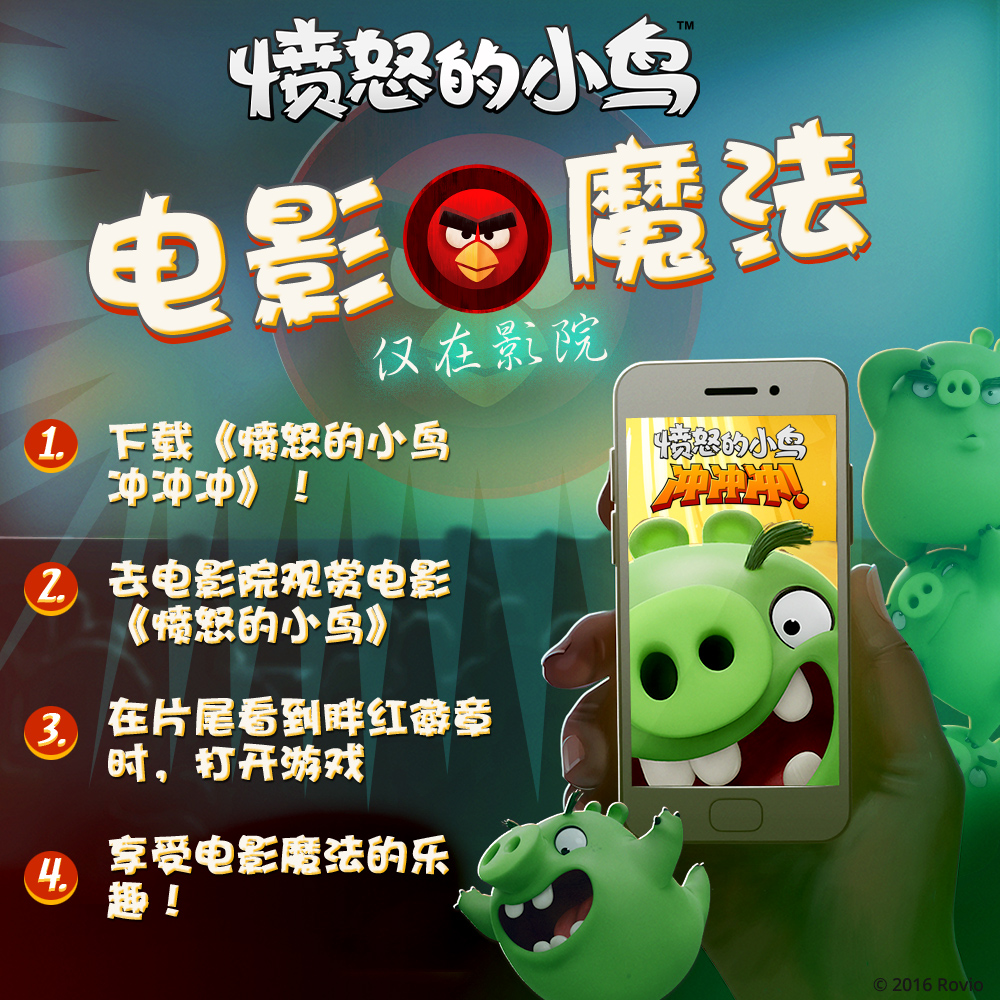 愤怒的小鸟™
电影魔法
仅在影院
1. 下载《愤怒的小鸟
冲冲冲》！
2. 去电影院观赏电影
《愤怒的小鸟》
3. 在片尾看到胖红徽章
时，打开游戏
4. 享受电影魔法的乐
趣！
愤怒的小鸟
冲冲冲！
© 2016 Rovio